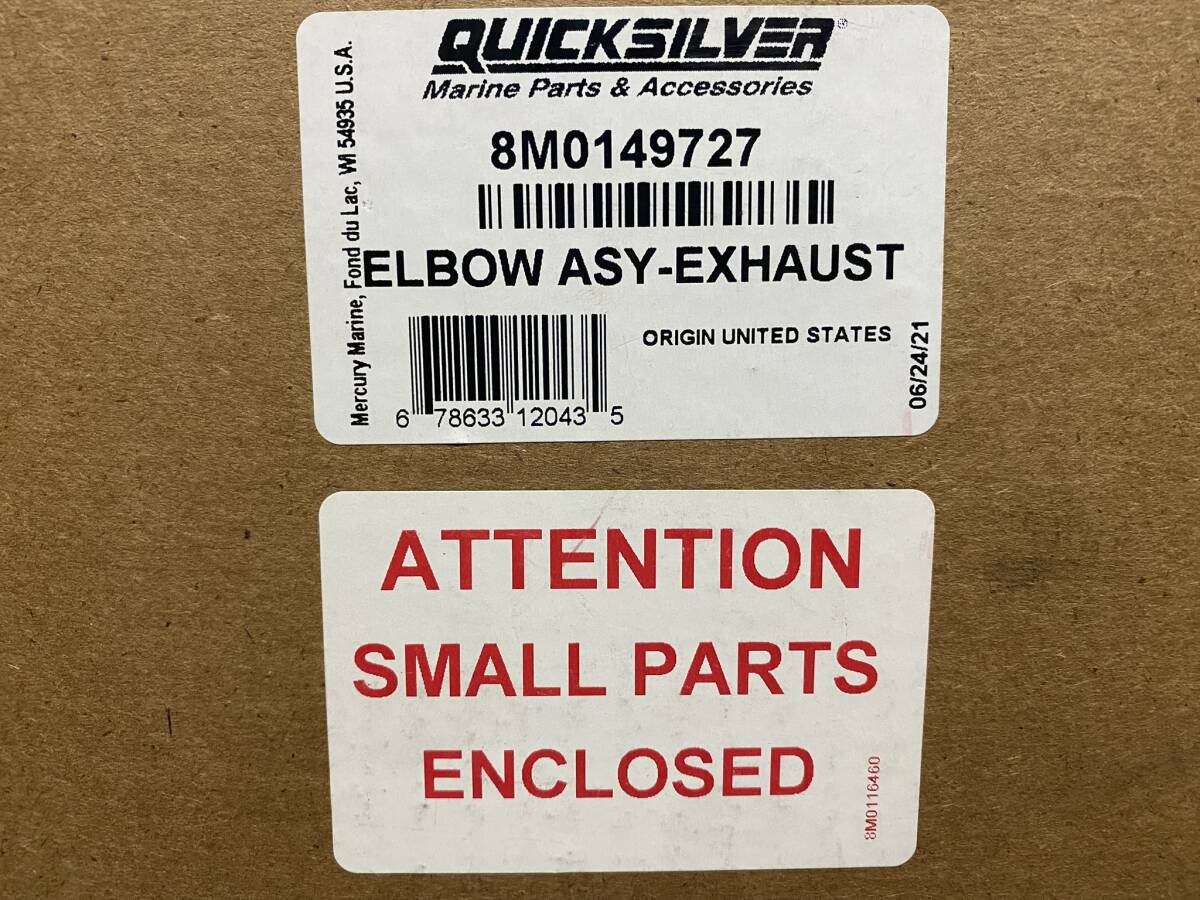 QUICKSILVER®
Marine Parts & Accessories
8M0149727
ELBOW ASY-EXHAUST
ORIGIN UNITED STATES
6 78633 12043 5
06/24/21
Mercury Marine, Fond du Lac, WI 54935 U.S.A.
ATTENTION
SMALL PARTS
ENCLOSED
8M0116460